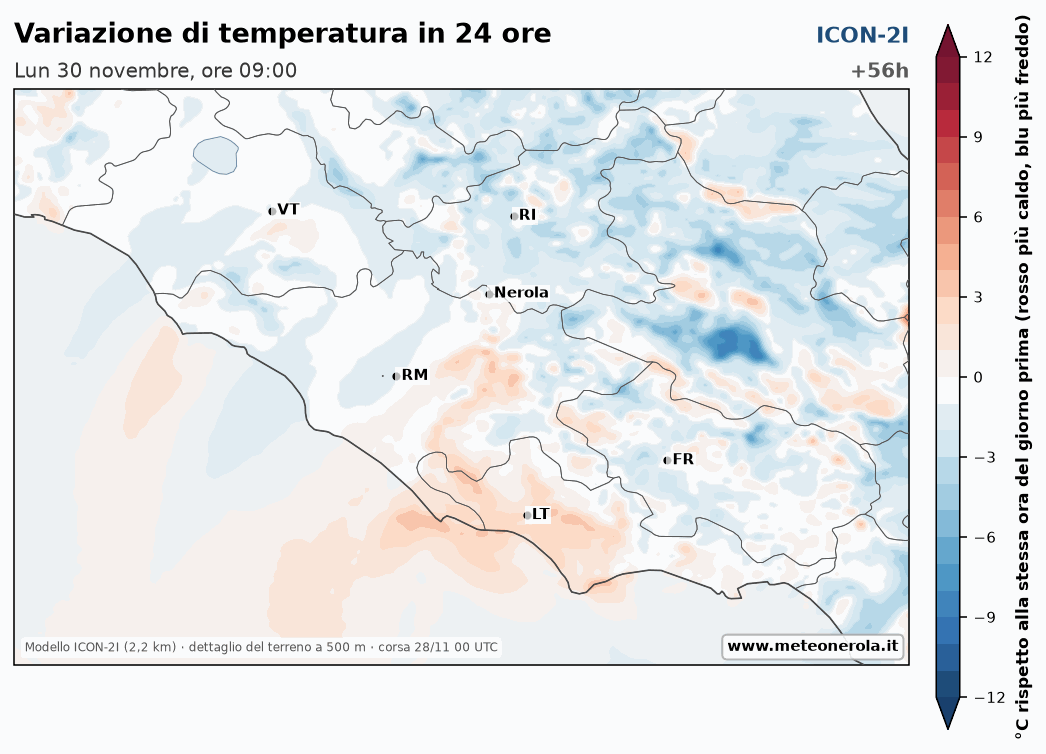 Variazione di temperatura in 24 ore
ICON-2I
Lun 30 novembre, ore 09:00
+56h
VT
RI
Nerola
RM
FR
LT
Modello ICON-2I (2,2 km) · dettaglio del terreno a 500 m · corsa 28/11 00 UTC
www.meteonerola.it
12
9
6
3
0
−3
−6
−9
−12
°C rispetto alla stessa ora del giorno prima (rosso più caldo, blu più freddo)